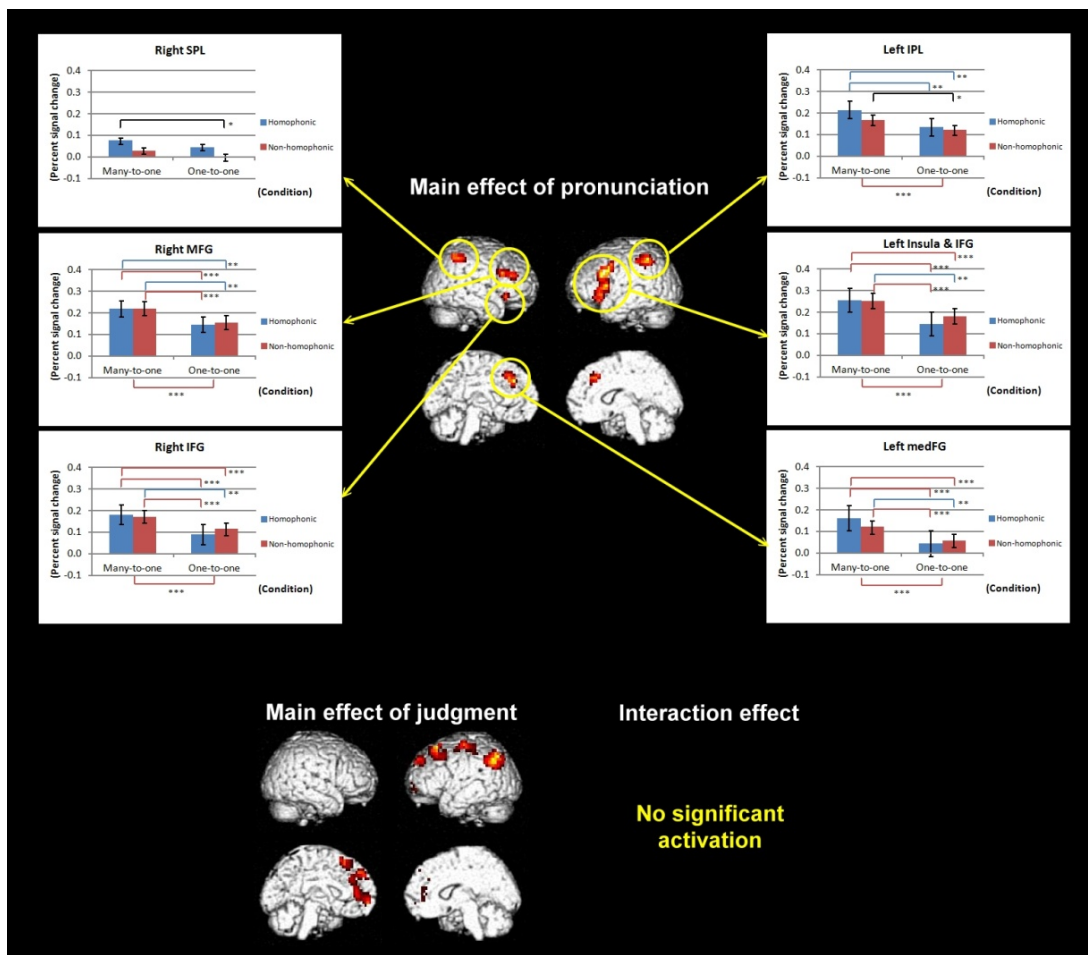 Right SPL
(Percent signal change)
0.4
0.3
0.2
0.1
0.0
-0.1
*
Homophonic
Non-homophonic
Many-to-one
One-to-one
(Condition)
Left IPL
(Percent signal change)
0.4
0.3
0.2
0.1
0.0
-0.1
**
**
*
Homophonic
Non-homophonic
Many-to-one
One-to-one
(Condition)
***
Main effect of pronunciation
Right MFG
(Percent signal change)
0.4
0.3
0.2
0.1
0.0
-0.1
**
***
**
***
Homophonic
Non-homophonic
Many-to-one
One-to-one
(Condition)
***
Left Insula & IFG
(Percent signal change)
0.4
0.3
0.2
0.1
0.0
-0.1
***
***
**
***
Homophonic
Non-homophonic
Many-to-one
One-to-one
(Condition)
***
Right IFG
(Percent signal change)
0.4
0.3
0.2
0.1
0.0
-0.1
***
***
**
***
Homophonic
Non-homophonic
Many-to-one
One-to-one
(Condition)
***
Left medFG
(Percent signal change)
0.4
0.3
0.2
0.1
0.0
-0.1
***
***
**
***
Homophonic
Non-homophonic
Many-to-one
One-to-one
(Condition)
***
Main effect of judgment
Interaction effect
No significant
activation